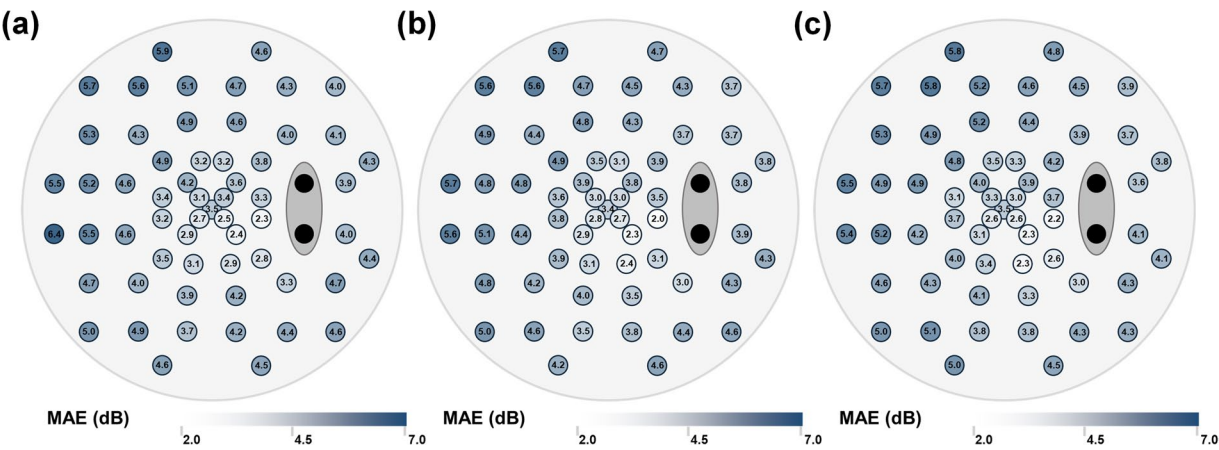 (a) (b) (c)
5.9 4.6 5.7 4.7 5.8 4.8
5.7 5.6 5.1 4.7 4.3 4.0 5.6 5.6 4.7 4.5 4.3 3.7 5.7 5.8 5.2 4.6 4.5 3.9
4.9 4.6 4.8 4.3 5.2 4.4
5.3 4.3 4.0 4.1 4.9 4.4 3.7 3.7 5.3 4.9 3.9 3.7
4.9 3.2 3.2 3.8 4.3 4.9 3.5 3.1 3.9 3.8 4.8 3.5 3.3 4.2 3.8
5.5 5.2 4.6 4.2 3.6 3.9 5.7 4.8 4.8 3.9 3.8 3.8 5.5 4.9 4.9 4.0 3.9 3.6
3.4 3.1 3.4 3.3 3.6 3.0 3.0 3.5 3.1 3.3 3.0 3.7
3.5 3.4 3.5
3.2 2.7 2.5 2.3 3.8 2.8 2.7 2.0 3.7 2.6 2.6 2.2
6.4 5.5 4.6 2.9 2.4 4.0 5.6 5.1 4.4 2.9 2.3 3.9 5.4 5.2 4.2 3.1 2.3 4.1
3.5 3.1 2.9 2.8 4.4 3.9 3.1 2.4 3.1 4.3 4.0 3.4 2.3 2.6 4.1
4.7 4.0 3.3 4.7 4.8 4.2 3.0 4.3 4.6 4.3 3.0 4.3
3.9 4.2 4.0 3.5 4.1 3.3
5.0 4.9 3.7 4.2 4.4 4.6 5.0 4.6 3.5 3.8 4.4 4.6 5.0 5.1 3.8 3.8 4.3 4.3
4.6 4.5 4.2 4.6 5.0 4.5
MAE (dB) MAE (dB) MAE (dB)
2.0 4.5 7.0 2.0 4.5 7.0 2.0 4.5 7.0